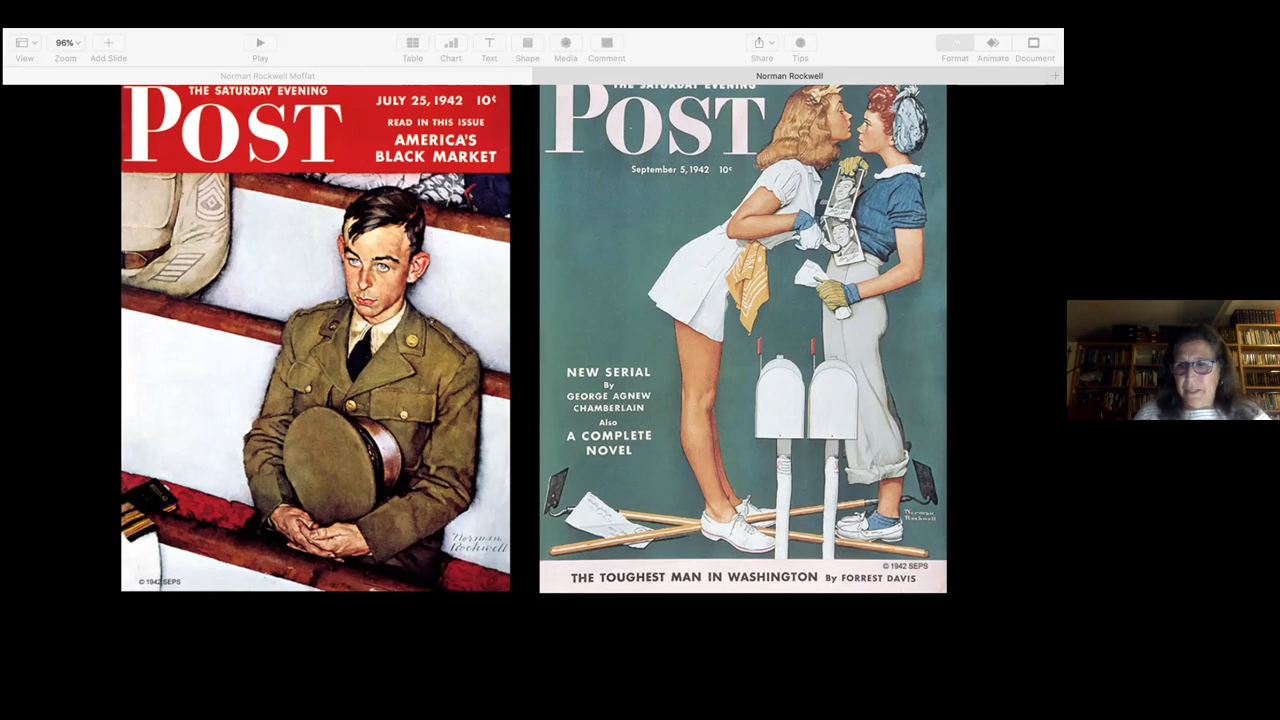 View
96%
Zoom
Add Slide
Play
Table
Chart
Text
Shape
Media
Comment
Share
Tips
Format
Animate
Document
Norman Rockwell Moffat
Norman Rockwell
THE SATURDAY EVENING
POST
JULY 25, 1942 10¢
READ IN THIS ISSUE
AMERICA'S
BLACK MARKET
Norman
Rockwell
© 1942 SEPS
THE SATURDAY EVENING
POST
September 5, 1942 10¢
NEW SERIAL
By
GEORGE AGNEW
CHAMBERLAIN
Also
A COMPLETE
NOVEL
Norman
Rockwell
© 1942 SEPS
THE TOUGHEST MAN IN WASHINGTON By FORREST DAVIS